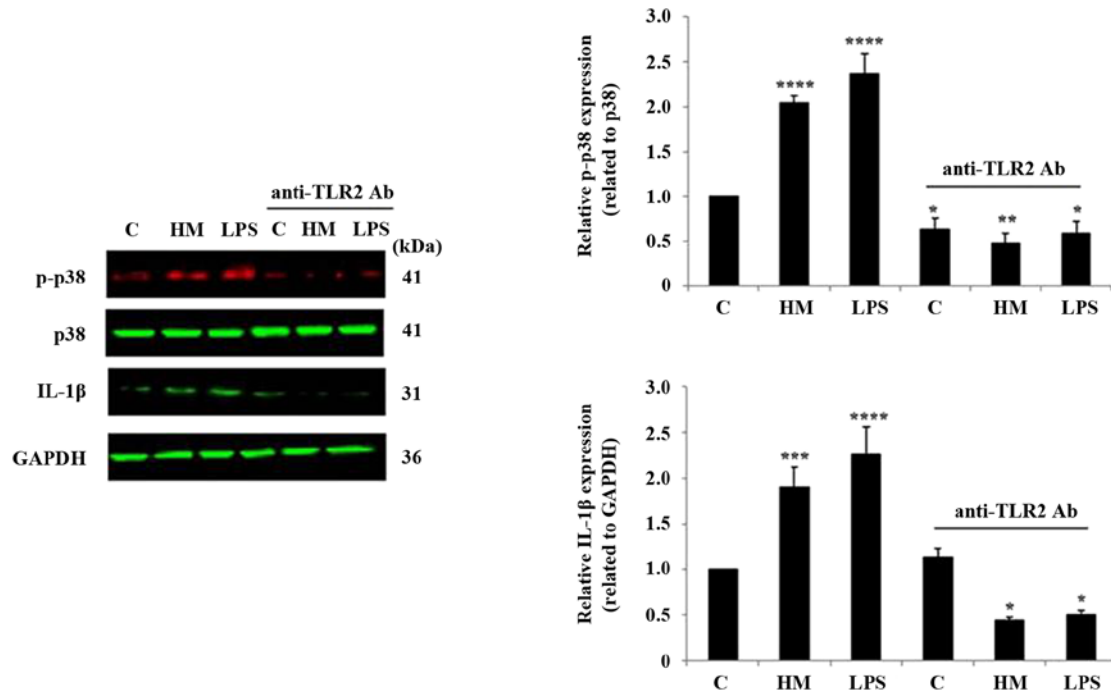 anti-TLR2 Ab
C HM LPS C HM LPS
(kDa)
p-p38 41
p38 41
IL-1β 31
GAPDH 36
Relative p-p38 expression
(related to p38)
3.0
2.5
2.0
1.5
1.0
0.5
0
****
****
anti-TLR2 Ab
*
**
*
C HM LPS C HM LPS
Relative IL-1β expression
(related to GAPDH)
3.0
2.5
2.0
1.5
1.0
0.5
0
***
****
anti-TLR2 Ab
*
*
C HM LPS C HM LPS